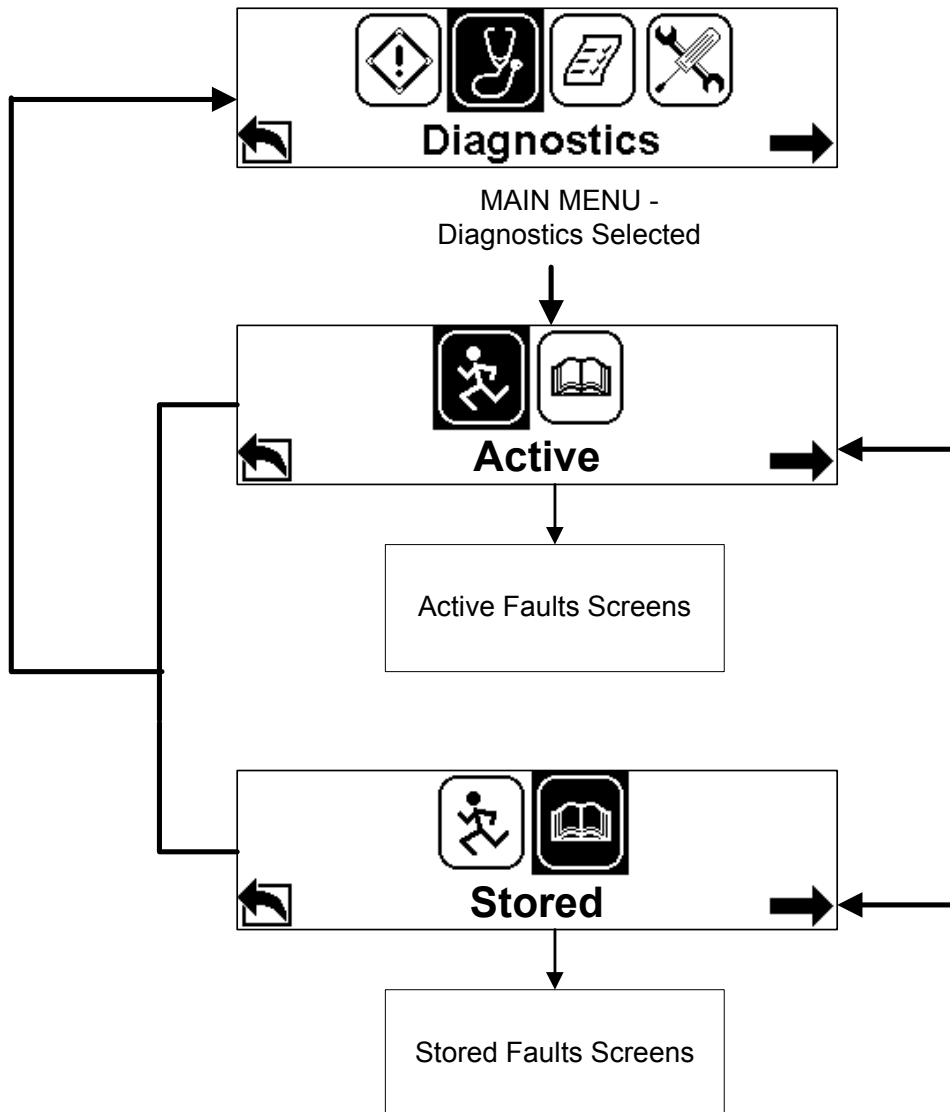 Diagnostics
MAIN MENU -
Diagnostics Selected
Active
Active Faults Screens
Stored
Stored Faults Screens